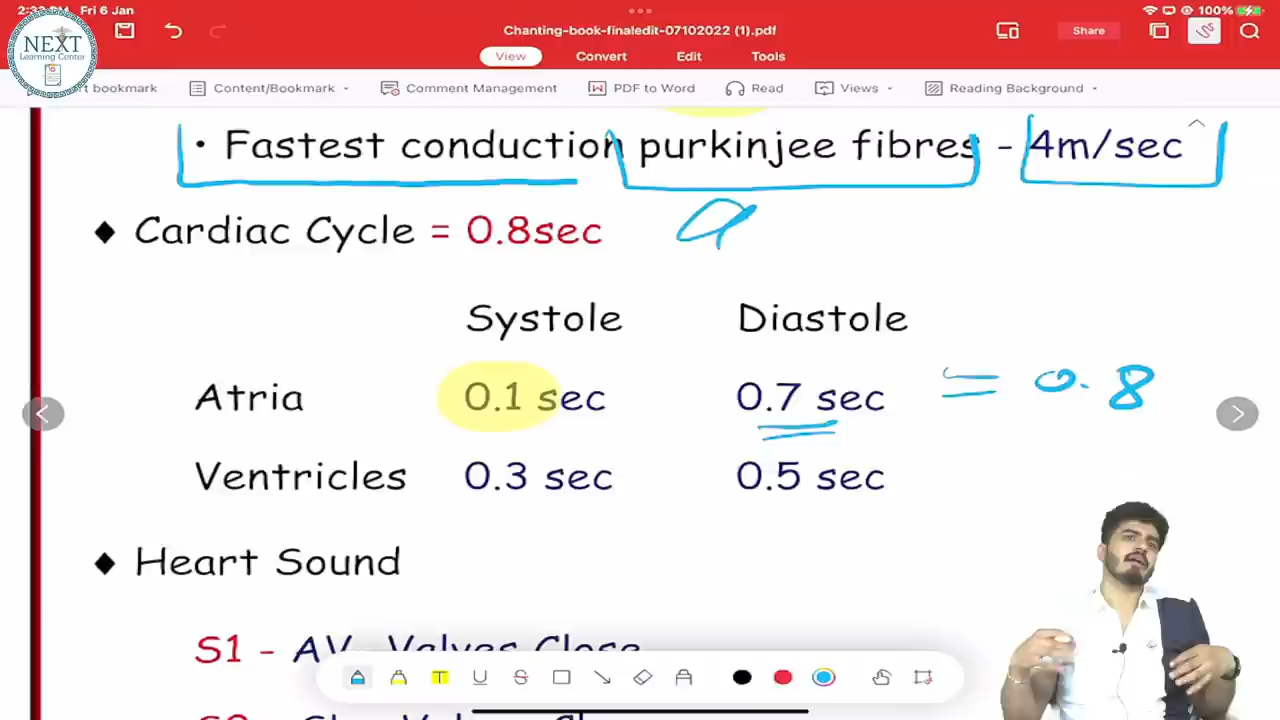 2:33 PM Fri 6 Jan
100%
NEXT
Learning Center
Chanting-book-finaledit-07102022 (1).pdf
Share
View Convert Edit Tools
bookmark Content/Bookmark Comment Management PDF to Word Read Views Reading Background
• Fastest conduction purkinjee fibres - 4m/sec
◆ Cardiac Cycle = 0.8sec
Systole Diastole
Atria 0.1 sec 0.7 sec = 0.8
Ventricles 0.3 sec 0.5 sec
◆ Heart Sound
S1 - AV Valves Close